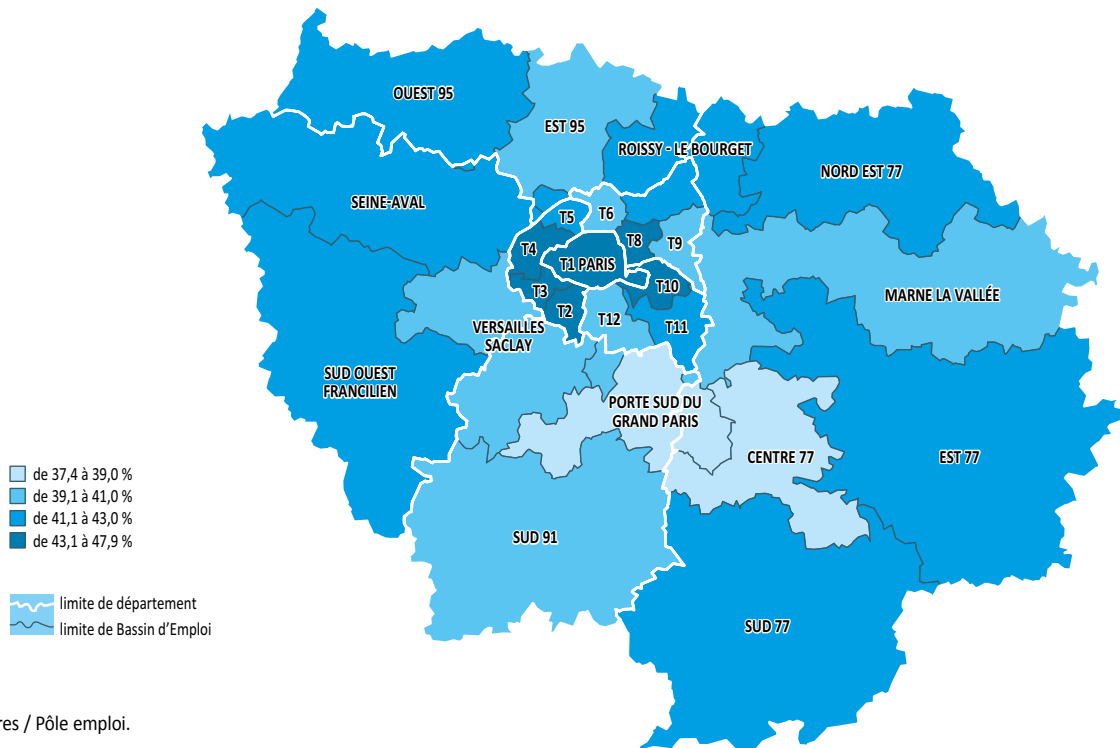 OUEST 95
EST 95
ROISSY - LE BOURGET
NORD EST 77
SEINE-AVAL
T5
T6
T4
T8
T9
T1 PARIS
T3
T10
T2
T12
T11
MARNE LA VALLÉE
VERSAILLES
SACLAY
SUD OUEST
FRANCILIEN
PORTE SUD DU
GRAND PARIS
CENTRE 77
EST 77
SUD 91
SUD 77
de 37,4 à 39,0 %
de 39,1 à 41,0 %
de 41,1 à 43,0 %
de 43,1 à 47,9 %
limite de département
limite de Bassin d’Emploi
res / Pôle emploi.